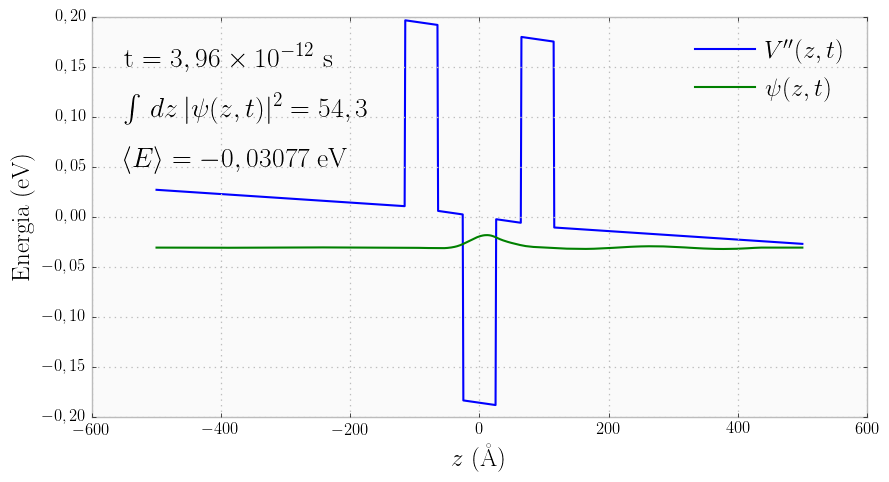 0,20
0,15
0,10
0,05
0,00
−0,05
−0,10
−0,15
−0,20
Energia (eV)
t = 3,96 × 10⁻¹² s
∫ dz |ψ(z,t)|² = 54,3
⟨E⟩ = −0,03077 eV
V″(z,t)
ψ(z,t)
−600 −400 −200 0 200 400 600
z (Å)